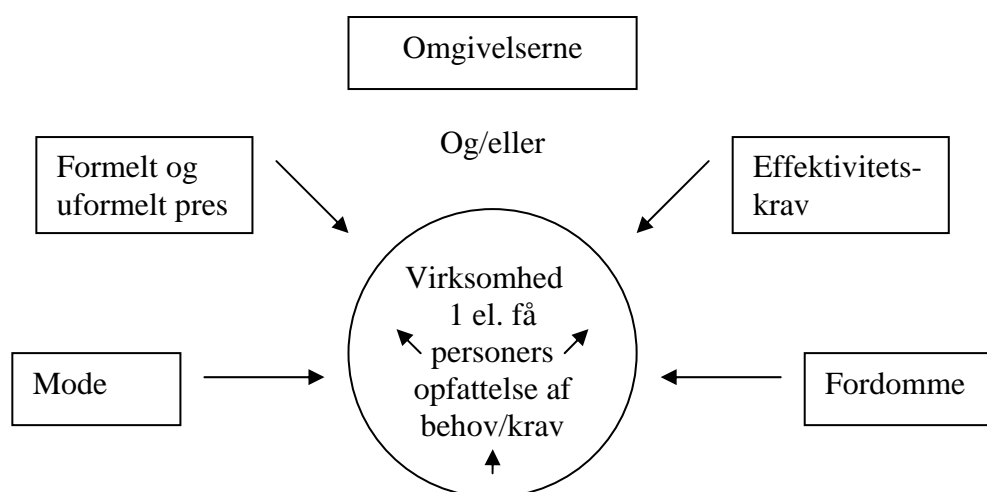 Omgivelserne
Og/eller
Formelt og
uformelt pres
Effektivitets-
krav
Virksomhed
1 el. få
personers
opfattelse af
behov/krav
Mode
Fordomme